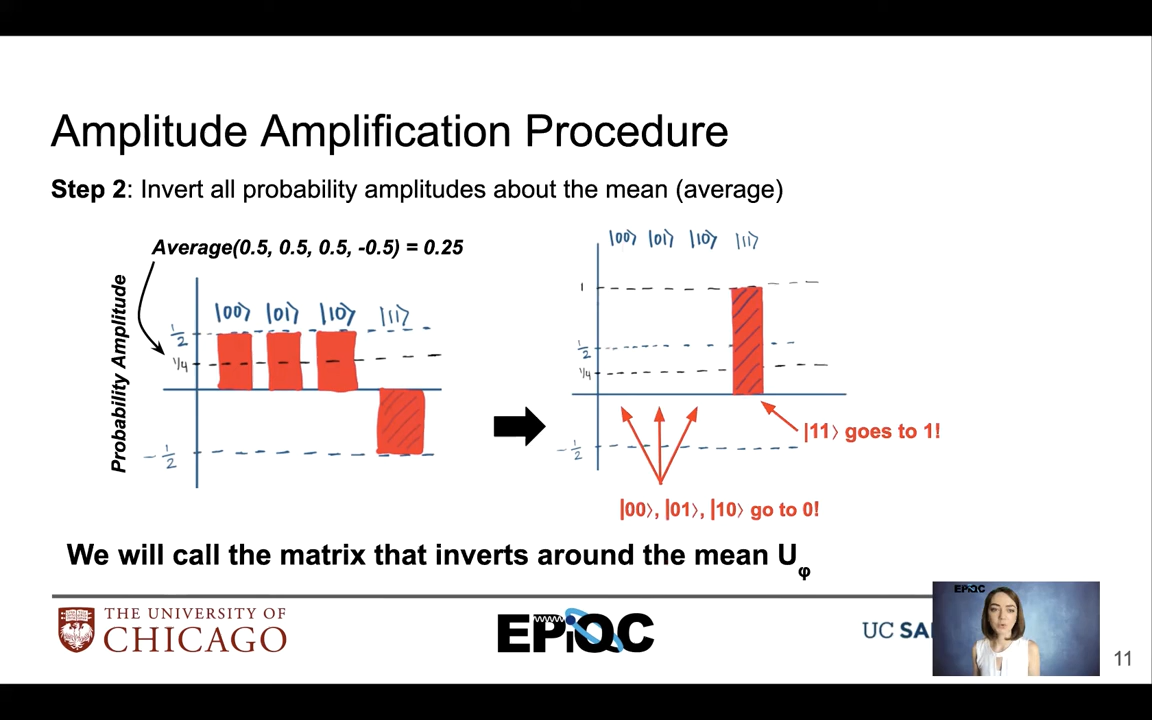 Amplitude Amplification Procedure
Step 2: Invert all probability amplitudes about the mean (average)
Average(0.5, 0.5, 0.5, -0.5) = 0.25
Probability Amplitude
|00⟩ |01⟩ |10⟩ |11⟩
1/2
1/4
-1/2
|00⟩ |01⟩ |10⟩ |11⟩
1
1/2
1/4
-1/2
|11⟩ goes to 1!
|00⟩, |01⟩, |10⟩ go to 0!
We will call the matrix that inverts around the mean Uφ
THE UNIVERSITY OF
CHICAGO
EPiQC
UC SA
EPiQC
11